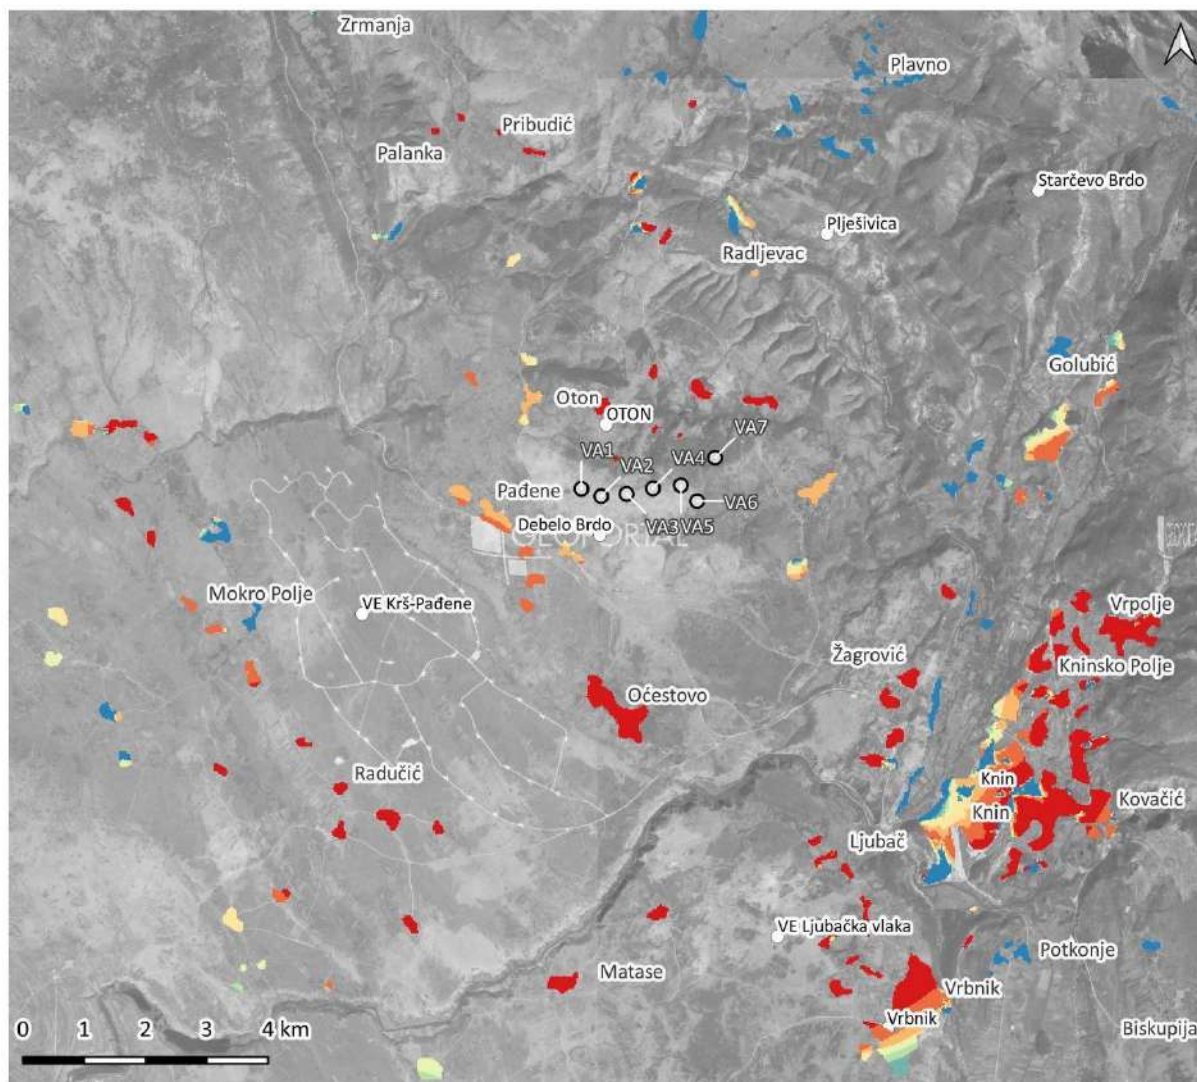 Zrmanja
Plavno
Pribudić
Palanka
Starčevo Brdo
Plješivica
Radljevac
Golubić
Oton
OTON
VA7
VA1
VA2
VA4
Pađene
VA3
VA5
VA6
Debelo Brdo
GEOPORTAL
Mokro Polje
VE Krš-Pađene
Vrpolje
Žagrović
Kninsko Polje
Oćestovo
Radučić
Knin
Knin
Kovačić
Ljubač
VE Ljubačka vlaka
Potkonje
Matase
Vrbnik
Vrbnik
Biskupija
0 1 2 3 4 km